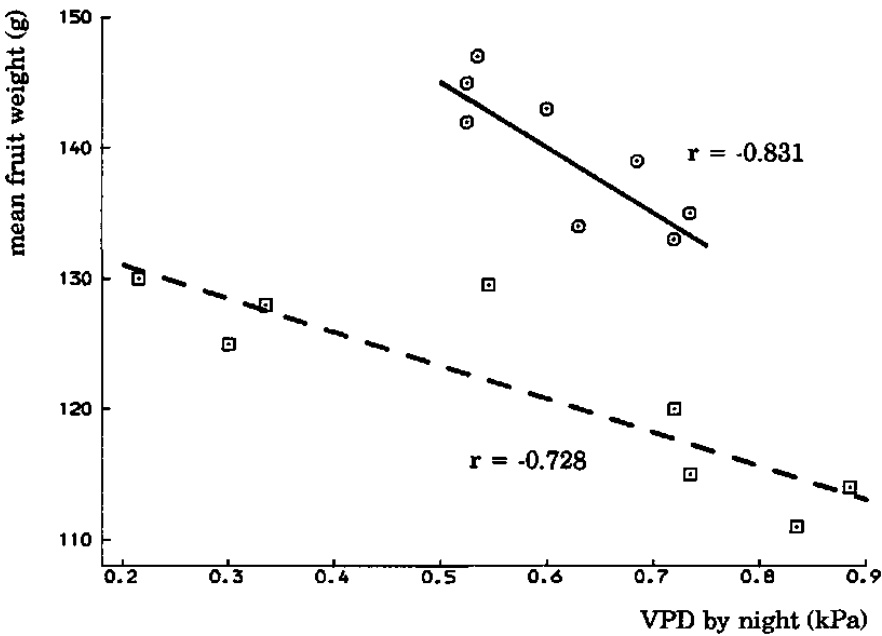 mean fruit weight (g)
150
140
130
120
110
r = -0.831
r = -0.728
0.2 0.3 0.4 0.5 0.6 0.7 0.8 0.9
VPD by night (kPa)